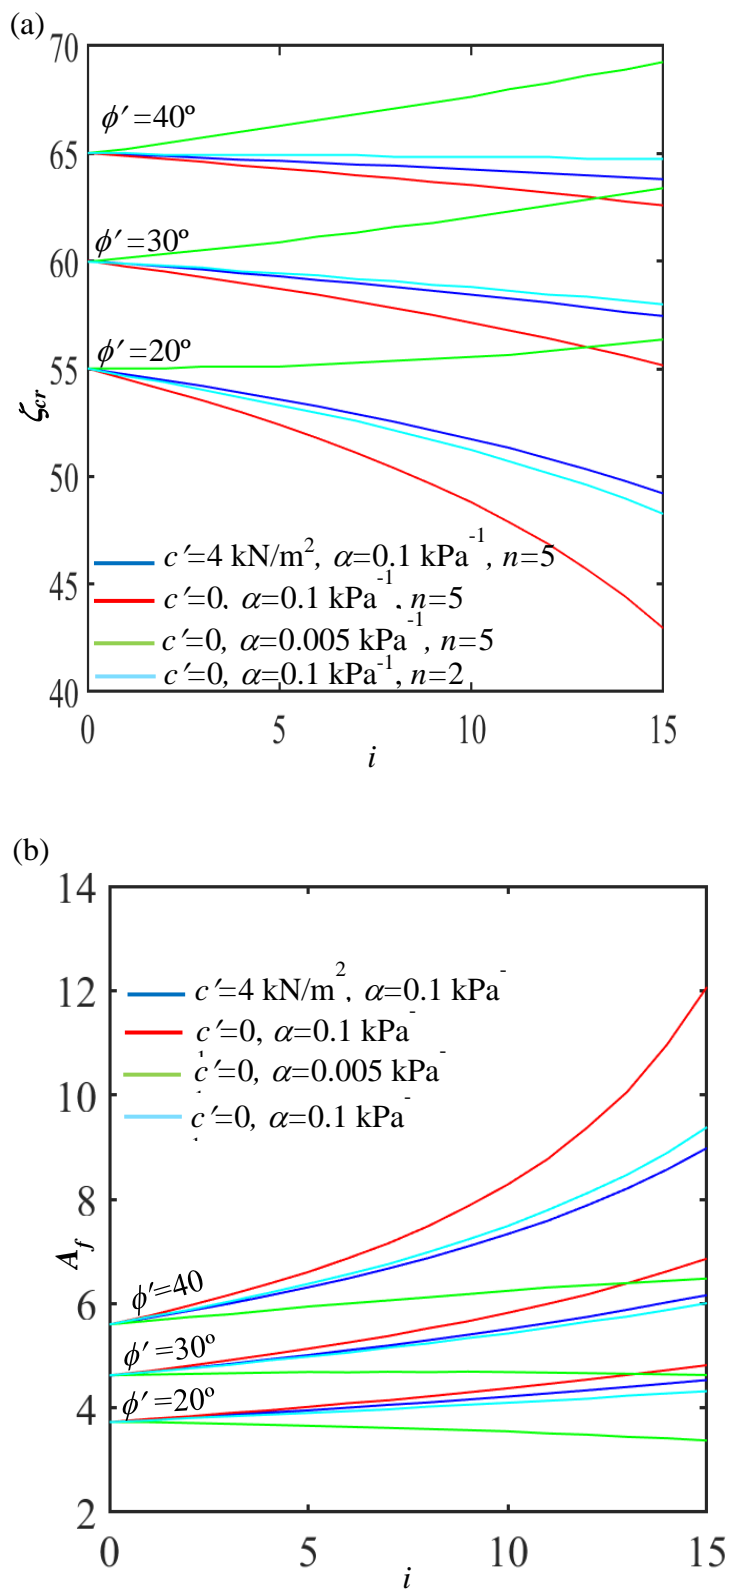 (a)
70
ϕ′ =40º
65
ϕ′ =30º
60
ϕ′ =20º
55
ζcr
50
c′=4 kN/m², α=0.1 kPa⁻¹, n=5
45
c′=0, α=0.1 kPa⁻¹, n=5
c′=0, α=0.005 kPa⁻¹, n=5
c′=0, α=0.1 kPa⁻¹, n=2
40
0 5 10 15
i
(b)
14
12
c′=4 kN/m², α=0.1 kPa⁻
c′=0, α=0.1 kPa⁻
c′=0, α=0.005 kPa⁻
10
c′=0, α=0.1 kPa⁻
8
Af
ϕ′=40
6
ϕ′=30º
ϕ′=20º
4
2
0 5 10 15
i